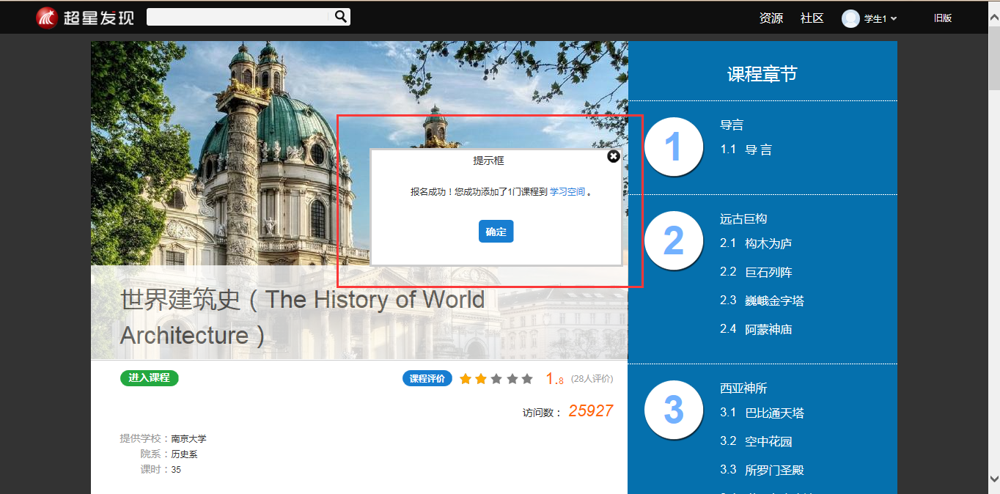 超星发现
资源 社区 学生1 旧版
提示框
报名成功！您成功添加了1门课程到 学习空间 。
确定
世界建筑史（The History of World
Architecture）
进入课程
课程评价 1.8 (28人评价)
访问数： 25927
提供学校：南京大学
院系：历史系
课时：35
课程章节
1
导言
1.1 导 言
2
远古巨构
2.1 构木为庐
2.2 巨石列阵
2.3 巍峨金字塔
2.4 阿蒙神庙
3
西亚神所
3.1 巴比通天塔
3.2 空中花园
3.3 所罗门圣殿